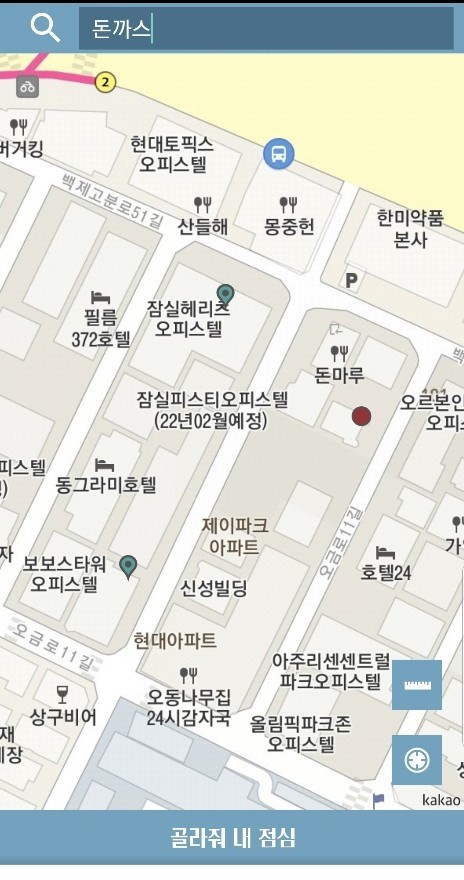 돈까스
2
버거킹
현대토픽스
오피스텔
백제고분로51길
산들해
몽중헌
한미약품
본사
P
필름
372호텔
잠실헤리츠
오피스텔
돈마루
잠실피스티오피스텔
(22년02월예정)
오르본인
오피스
피스텔
동그라미호텔
제이파크
아파트
오금로11길
가
자
보보스타워
오피스텔
신성빌딩
호텔24
오금로11길
현대아파트
아주리센센트럴
파크오피스텔
상구비어
오동나무집
24시감자국
올림픽파크존
오피스텔
재
장
kakao
골라줘 내 점심